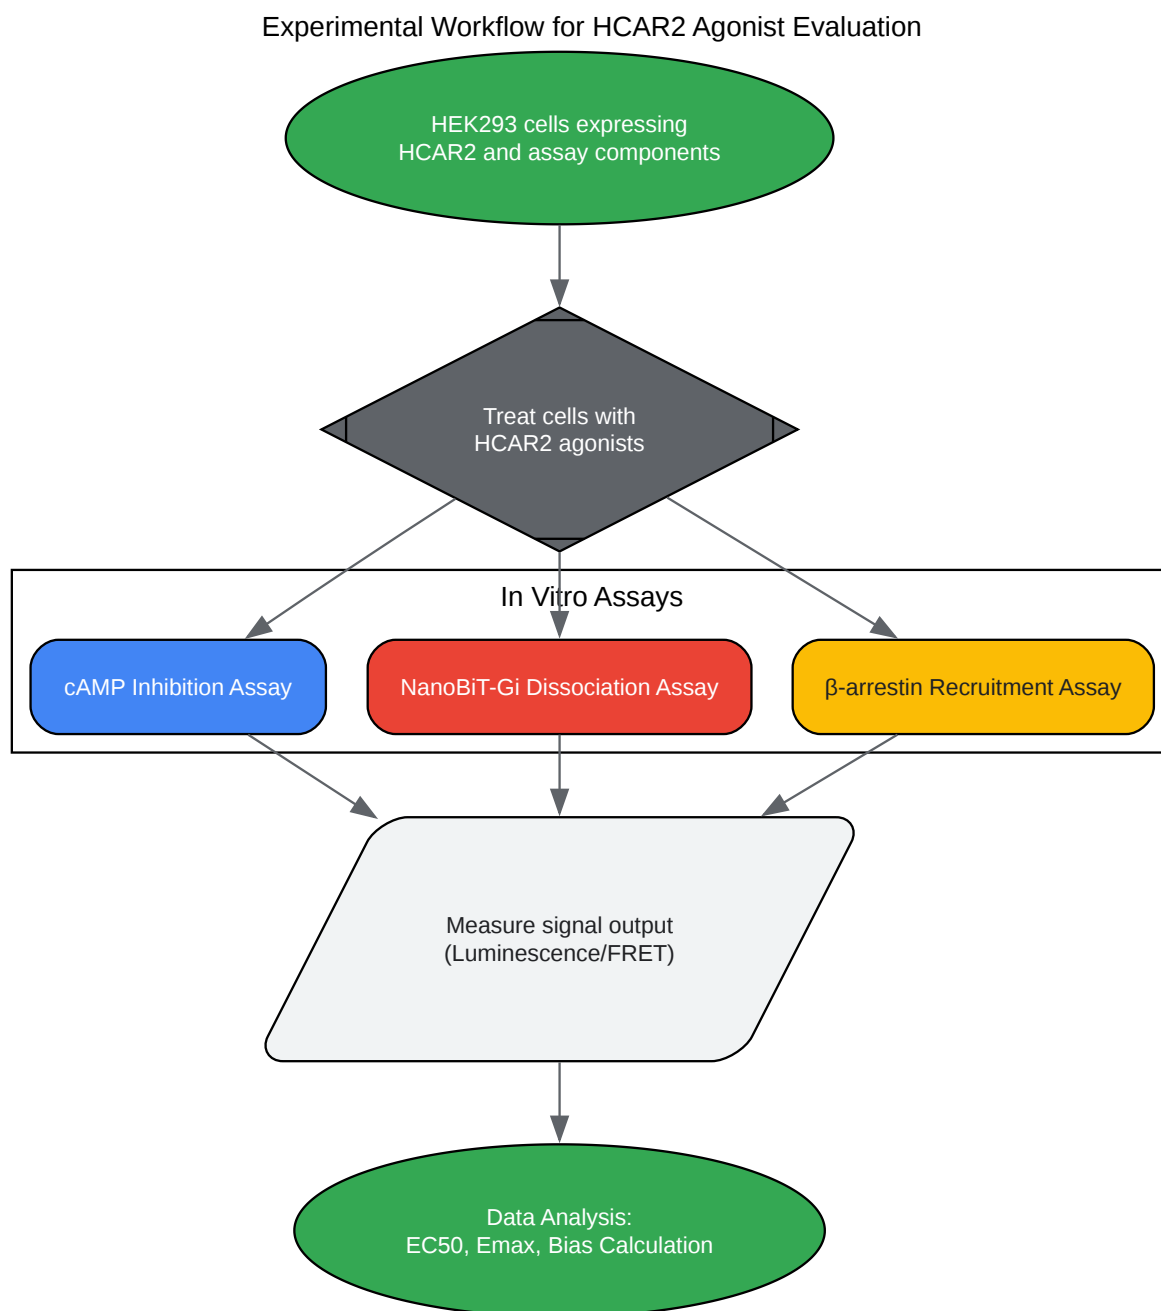 Experimental Workflow for HCAR2 Agonist Evaluation
HEK293 cells expressing
HCAR2 and assay components
Treat cells with
HCAR2 agonists
In Vitro Assays
cAMP Inhibition Assay
NanoBiT-Gi Dissociation Assay
β-arrestin Recruitment Assay
Measure signal output
(Luminescence/FRET)
Data Analysis:
EC50, Emax, Bias Calculation